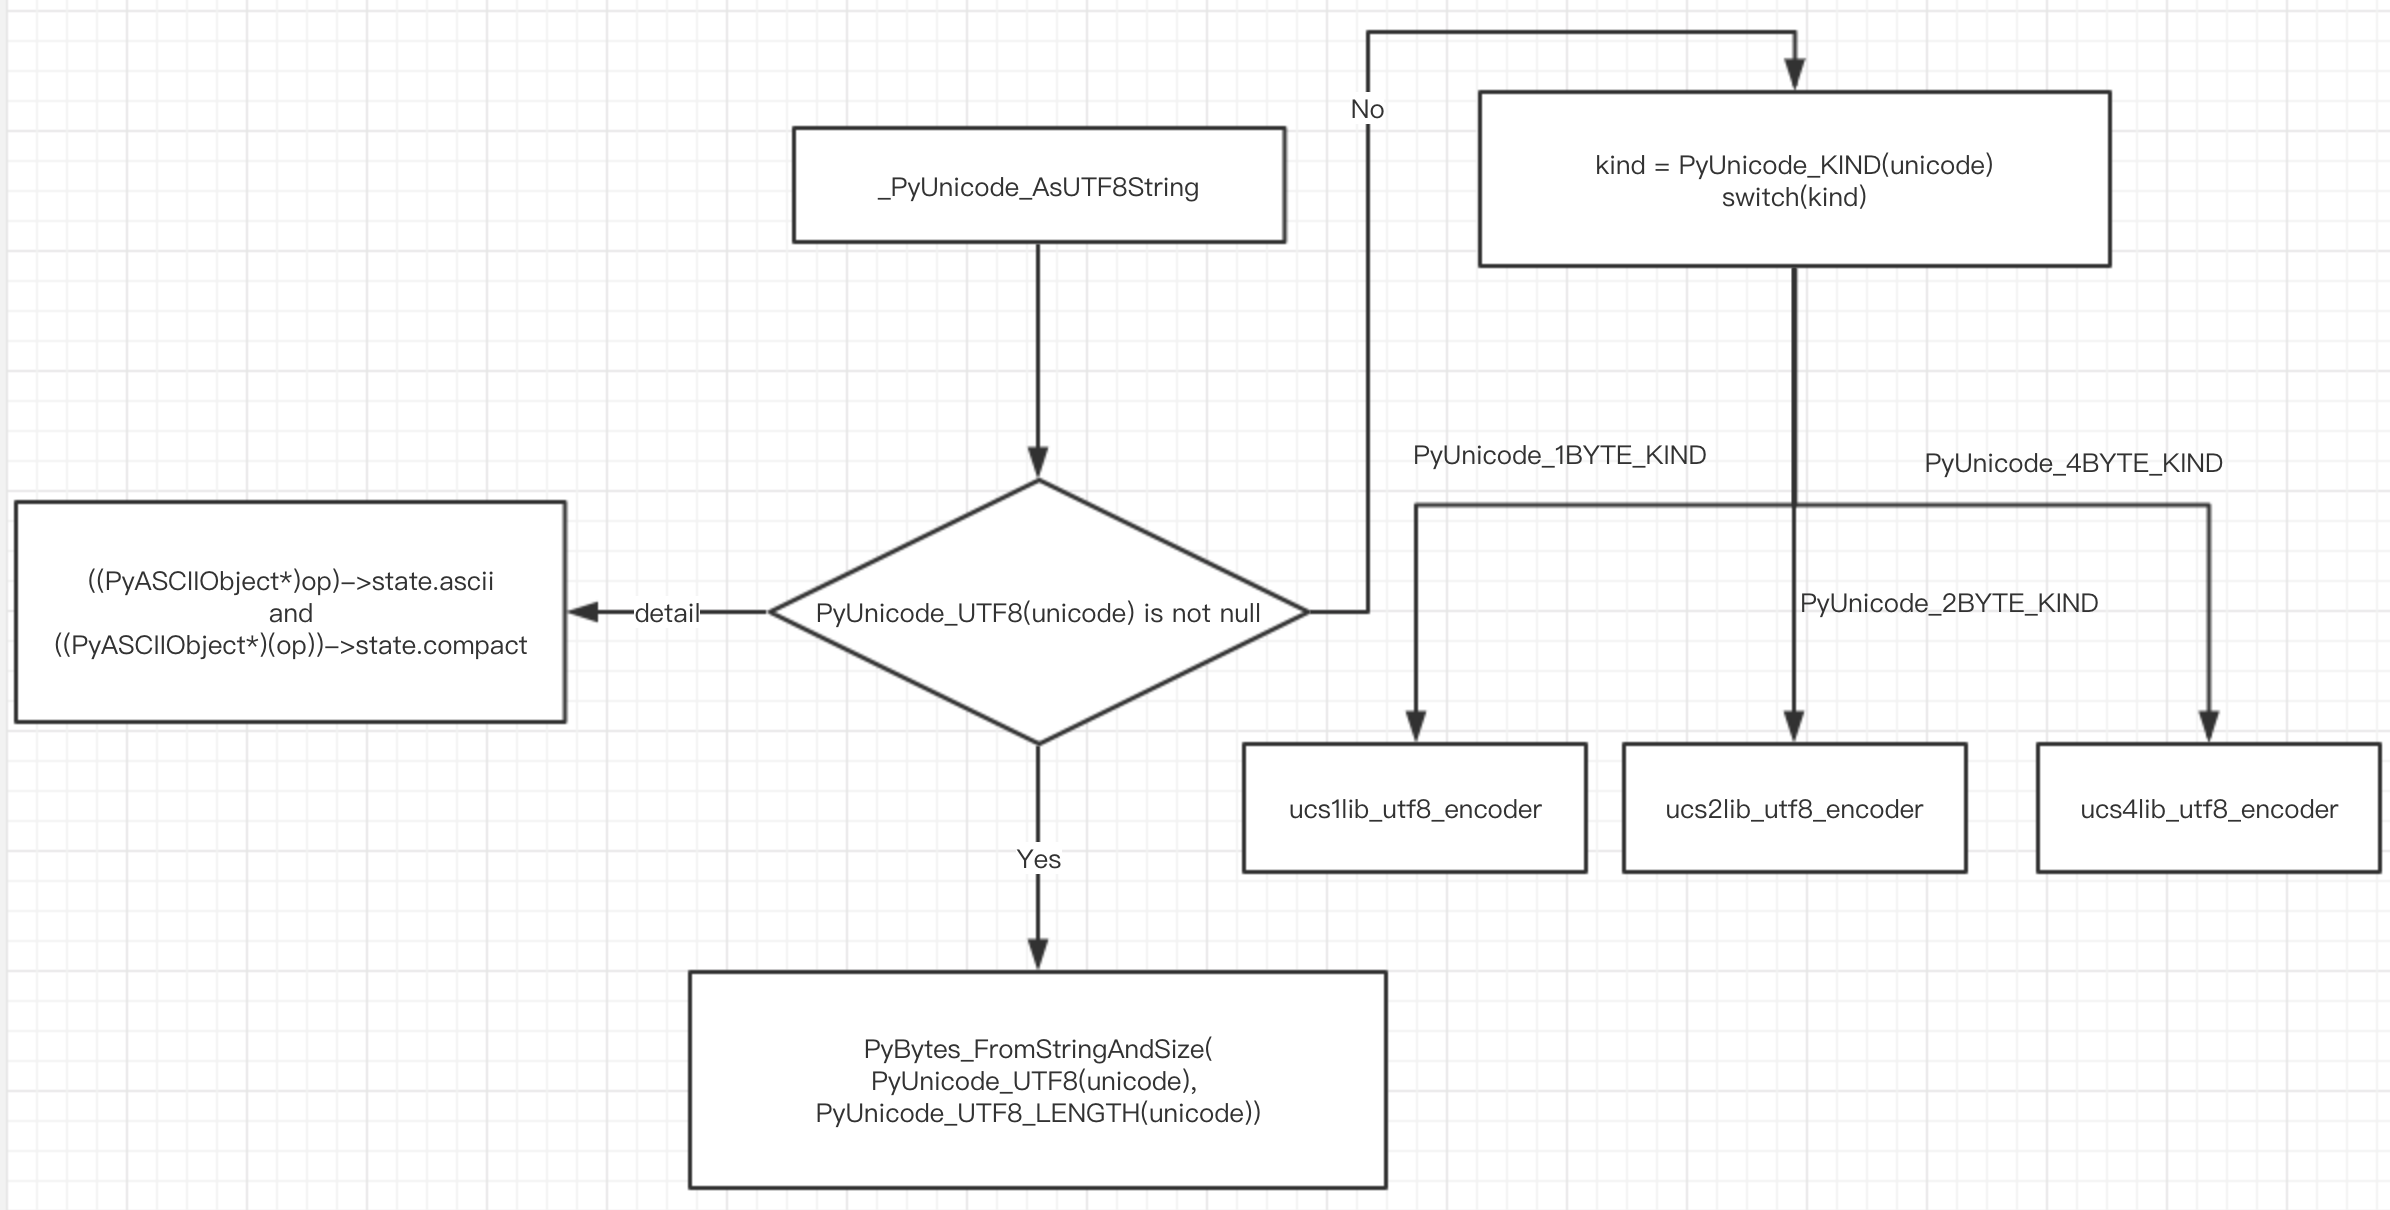 No
_PyUnicode_AsUTF8String
kind = PyUnicode_KIND(unicode)
switch(kind)
PyUnicode_1BYTE_KIND
PyUnicode_4BYTE_KIND
PyUnicode_2BYTE_KIND
((PyASCIIObject*)op)->state.ascii
and
((PyASCIIObject*)(op))->state.compact
detail
PyUnicode_UTF8(unicode) is not null
ucs1lib_utf8_encoder
ucs2lib_utf8_encoder
ucs4lib_utf8_encoder
Yes
PyBytes_FromStringAndSize(
PyUnicode_UTF8(unicode),
PyUnicode_UTF8_LENGTH(unicode))